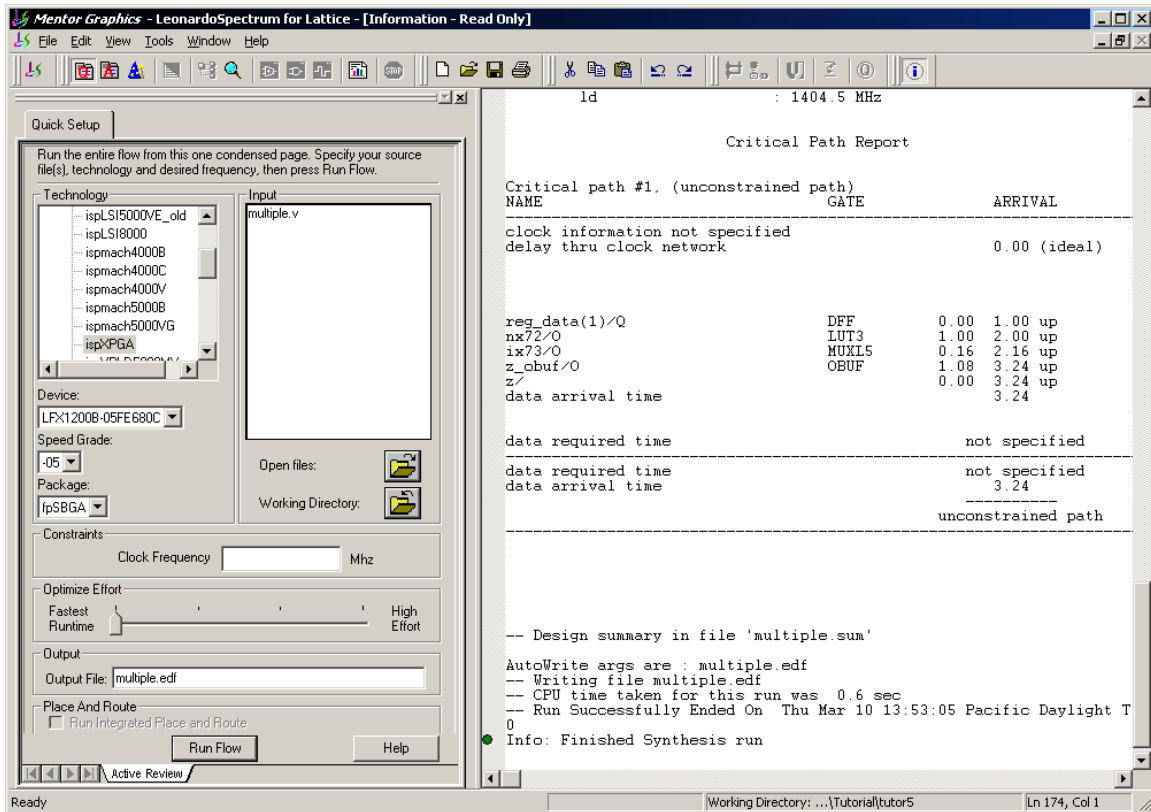 Mentor Graphics - LeonardoSpectrum for Lattice - [Information - Read Only]
File Edit View Tools Window Help
STOP
Quick Setup
Run the entire flow from this one condensed page. Specify your source
file(s), technology and desired frequency, then press Run Flow.
Technology
ispLSI5000VE_old
ispLSI8000
ispmach4000B
ispmach4000C
ispmach4000V
ispmach5000B
ispmach5000VG
ispXPGA
Input
multiple.v
Device:
LFX1200B-05FE680C
Speed Grade:
-05
Package:
fpSBGA
Open files:
Working Directory:
Constraints
Clock Frequency Mhz
Optimize Effort
Fastest Runtime
High Effort
Output
Output File: multiple.edf
Place And Route
Run Integrated Place and Route
Run Flow Help
Active Review
ld : 1404.5 MHz
Critical Path Report
Critical path #1, (unconstrained path)
NAME GATE ARRIVAL
clock information not specified
delay thru clock network 0.00 (ideal)
reg_data(1)/Q DFF 0.00 1.00 up
nx72/O LUT3 1.00 2.00 up
ix73/O MUXL5 0.16 2.16 up
z_obuf/O OBUF 1.08 3.24 up
z/ 0.00 3.24 up
data arrival time 3.24
data required time not specified
data required time not specified
data arrival time 3.24
----------
unconstrained path
-- Design summary in file 'multiple.sum'
AutoWrite args are : multiple.edf
-- Writing file multiple.edf
-- CPU time taken for this run was 0.6 sec
-- Run Successfully Ended On Thu Mar 10 13:53:05 Pacific Daylight T
0
Info: Finished Synthesis run
Ready
Working Directory: ...\Tutorial\tutor5
Ln 174, Col 1